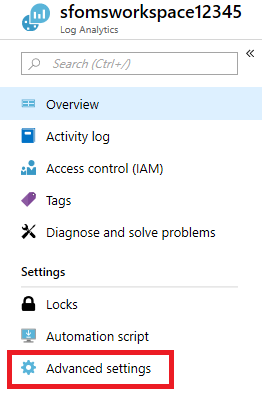 sfomsworkspace12345
Log Analytics
Search (Ctrl+/)
Overview
Activity log
Access control (IAM)
Tags
Diagnose and solve problems
Settings
Locks
Automation script
Advanced settings